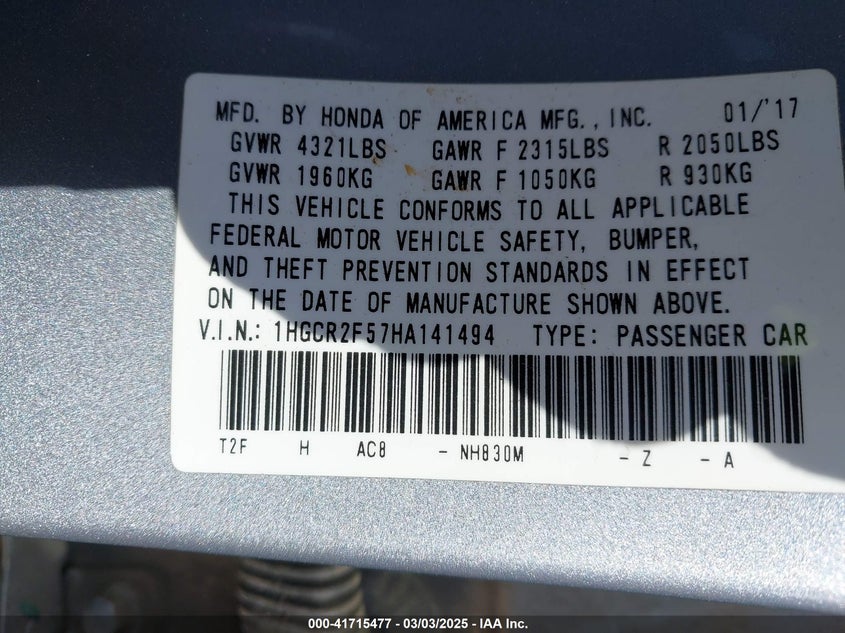 MFD. BY HONDA OF AMERICA MFG., INC. 01/'17
GVWR 4321LBS GAWR F 2315LBS R 2050LBS
GVWR 1960KG GAWR F 1050KG R 930KG
THIS VEHICLE CONFORMS TO ALL APPLICABLE
FEDERAL MOTOR VEHICLE SAFETY, BUMPER,
AND THEFT PREVENTION STANDARDS IN EFFECT
ON THE DATE OF MANUFACTURE SHOWN ABOVE.
V.I.N.: 1HGCR2F57HA141494 TYPE: PASSENGER CAR
T2F H AC8 - NH830M - Z - A
000-41715477 - 03/03/2025 - IAA Inc.